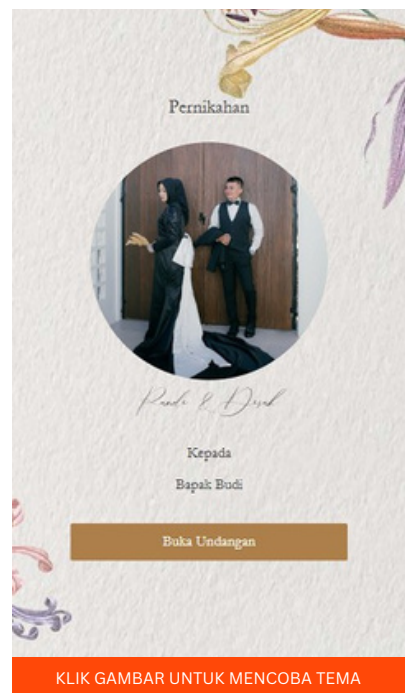 Pernikahan
Kepada
Bapak Budi
Buka Undangan
KLIK GAMBAR UNTUK MENCOBA TEMA